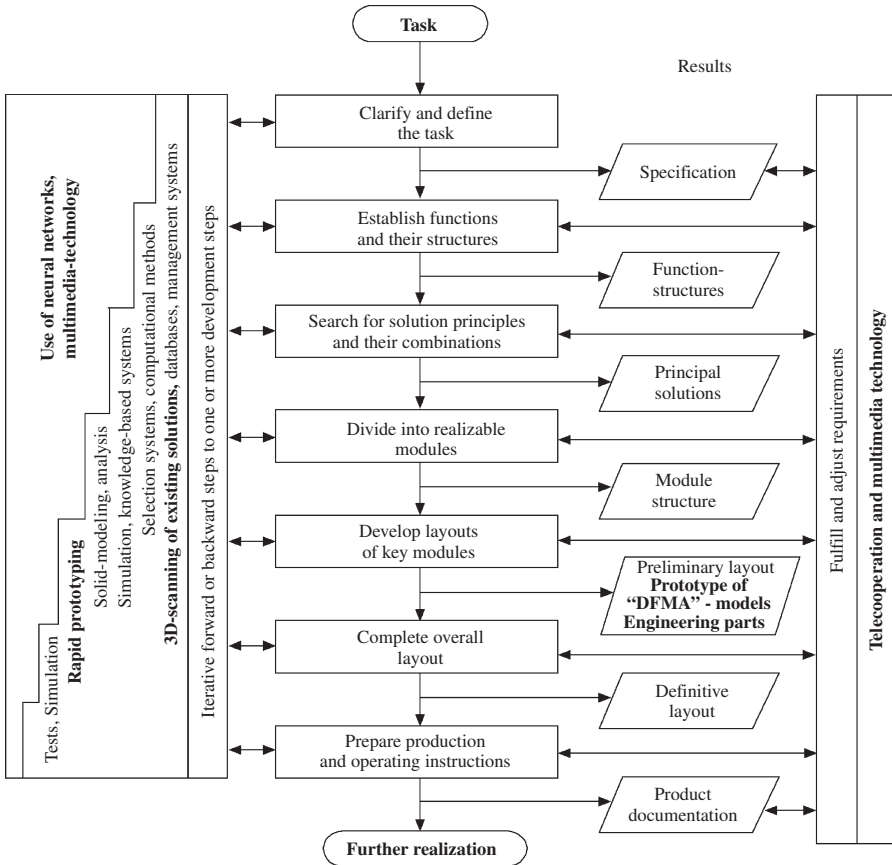 Task
Results
Clarify and define
the task
Specification
Establish functions
and their structures
Function-
structures
Search for solution principles
and their combinations
Principal
solutions
Divide into realizable
modules
Module
structure
Develop layouts
of key modules
Preliminary layout
Prototype of
“DFMA” - models
Engineering parts
Complete overall
layout
Definitive
layout
Prepare production
and operating instructions
Product
documentation
Further realization
Use of neural networks,
multimedia-technology
Tests, Simulation
Rapid prototyping
Solid-modeling, analysis
Simulation, knowledge-based systems
Selection systems, computational methods
3D-scanning of existing solutions, databases, management systems
Iterative forward or backward steps to one or more development steps
Fulfill and adjust requirements
Telecooperation and multimedia technology